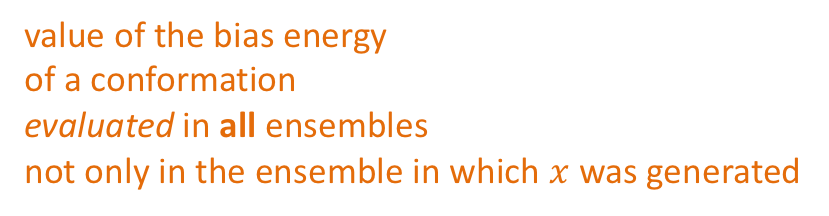 value of the bias energy
of a conformation
evaluated in all ensembles
not only in the ensemble in which x was generated